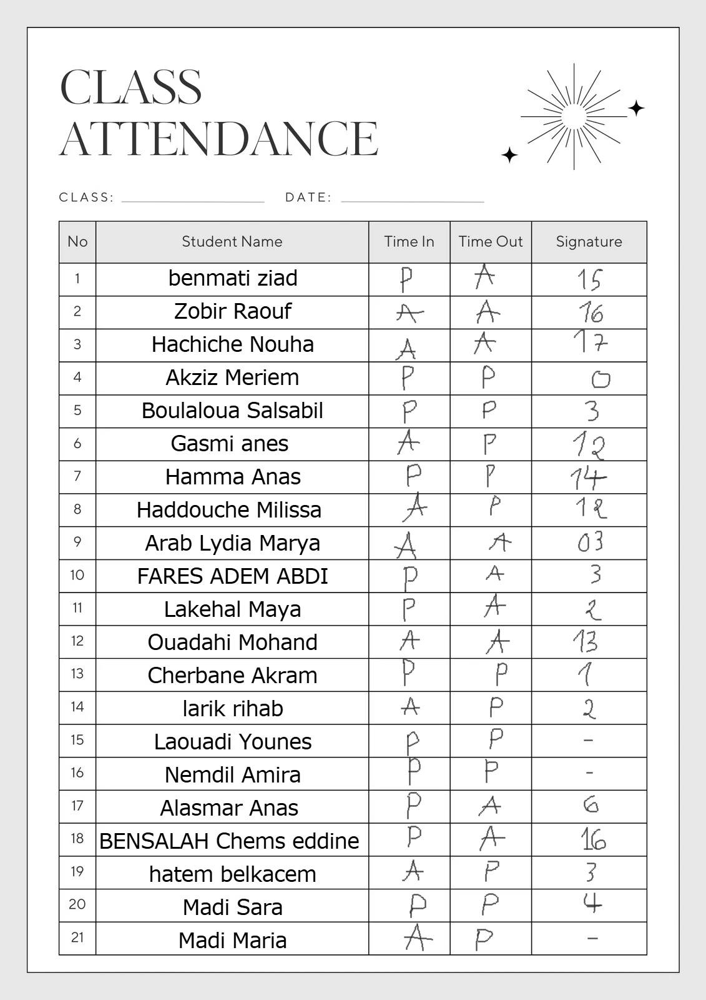 CLASS
ATTENDANCE
CLASS: DATE:
No Student Name Time In Time Out Signature
1 benmati ziad P A 15
2 Zobir Raouf A A 16
3 Hachiche Nouha A A 17
4 Akziz Meriem P P 0
5 Boulaloua Salsabil P P 3
6 Gasmi anes A P 12
7 Hamma Anas P P 14
8 Haddouche Milissa A P 12
9 Arab Lydia Marya A A 03
10 FARES ADEM ABDI P A 3
11 Lakehal Maya P A 2
12 Ouadahi Mohand A A 13
13 Cherbane Akram P P 1
14 larik rihab A P 2
15 Laouadi Younes P P -
16 Nemdil Amira P P -
17 Alasmar Anas P A 6
18 BENSALAH Chems eddine P A 16
19 hatem belkacem A P 3
20 Madi Sara P P 4
21 Madi Maria A P -